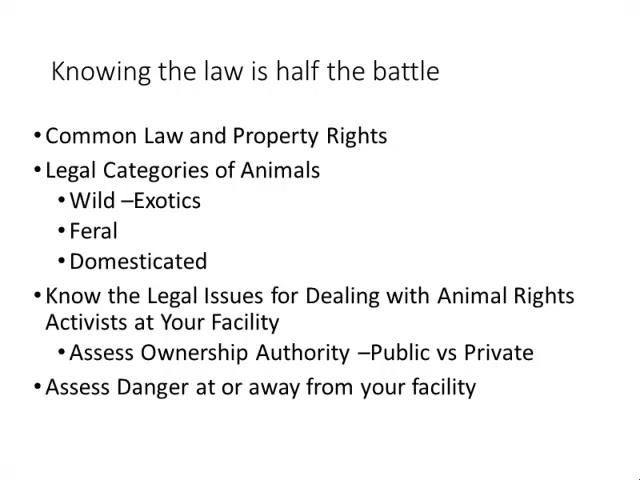 Knowing the law is half the battle
• Common Law and Property Rights
• Legal Categories of Animals
• Wild –Exotics
• Feral
• Domesticated
• Know the Legal Issues for Dealing with Animal Rights
Activists at Your Facility
• Assess Ownership Authority –Public vs Private
• Assess Danger at or away from your facility